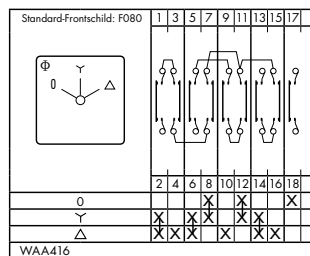 Standard-Frontschild: F080 1 3 5 7 9 11 13 15 17
0
2 4 6 8 10 12 14 16 18
0 X X X
X X X X X
X X X X X X X
WAA416